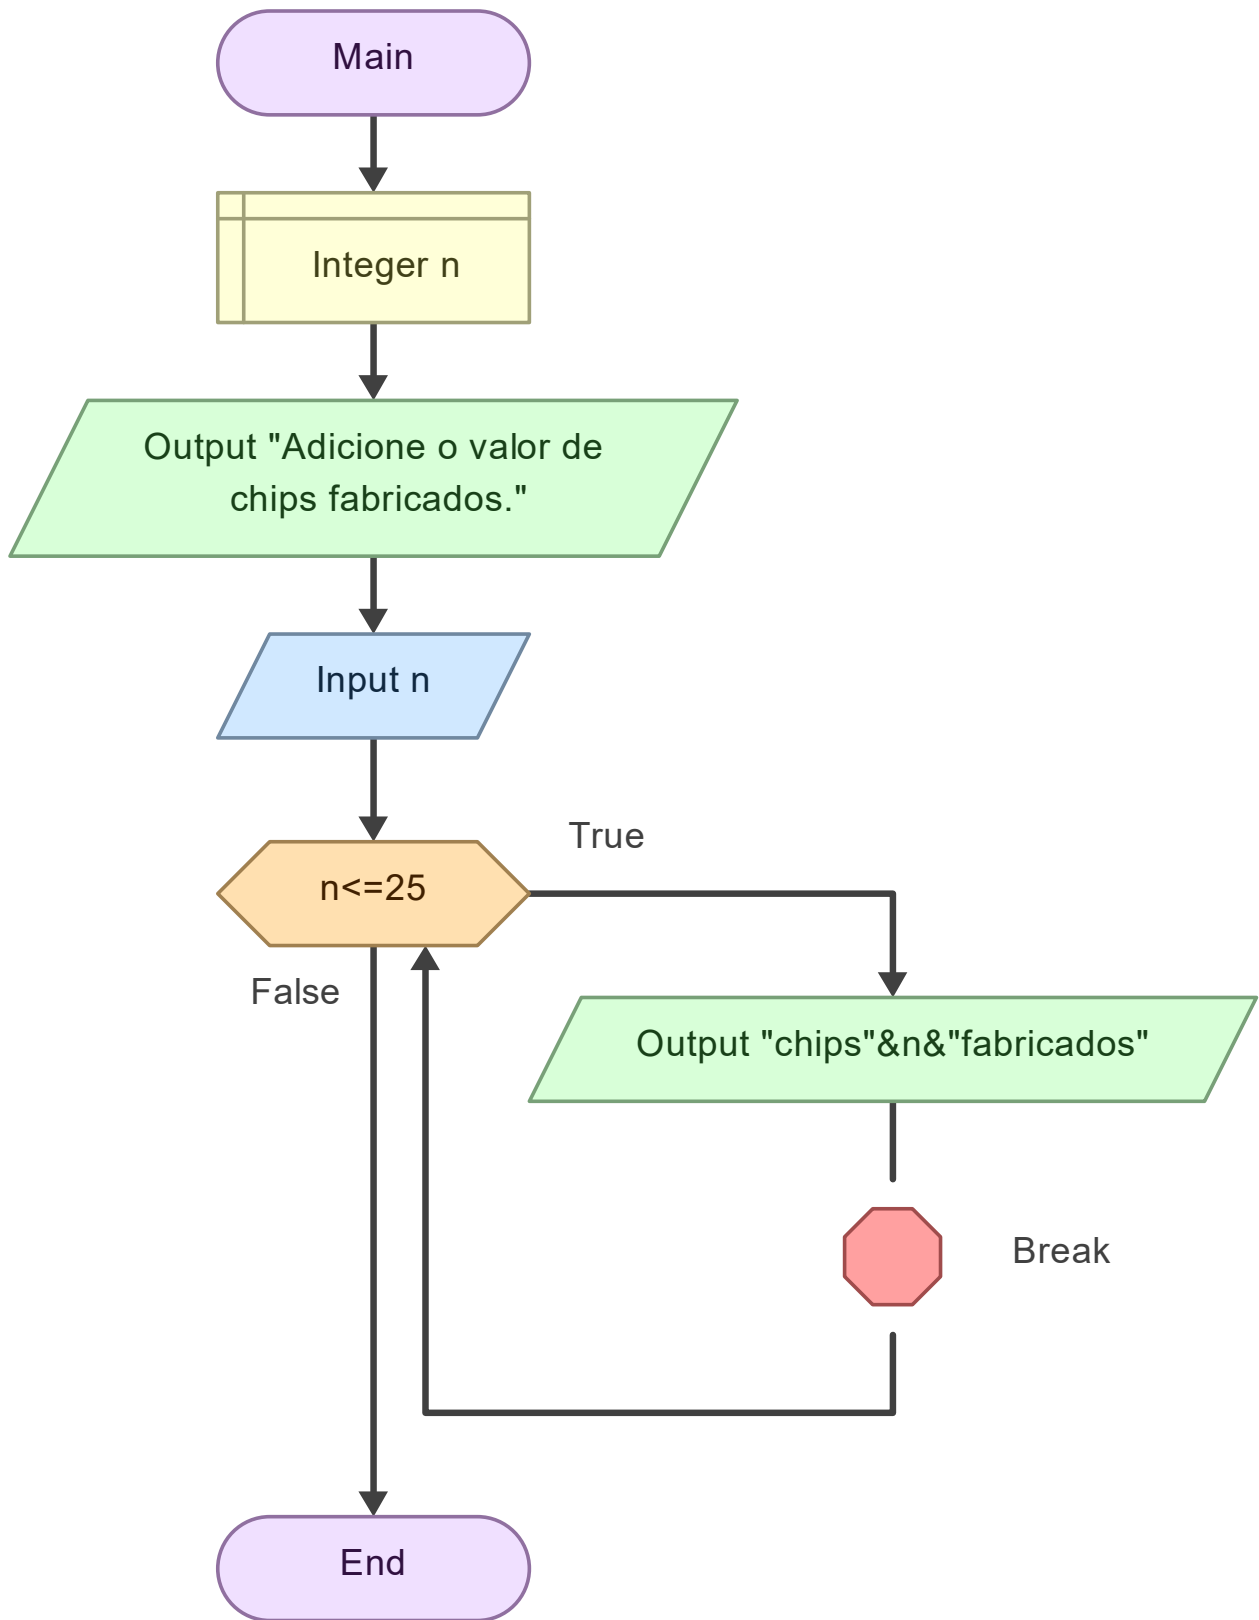 Main
Integer n
Output "Adicione o valor de
chips fabricados."
Input n
True
n<=25
False
Output "chips"&n&"fabricados"
Break
End